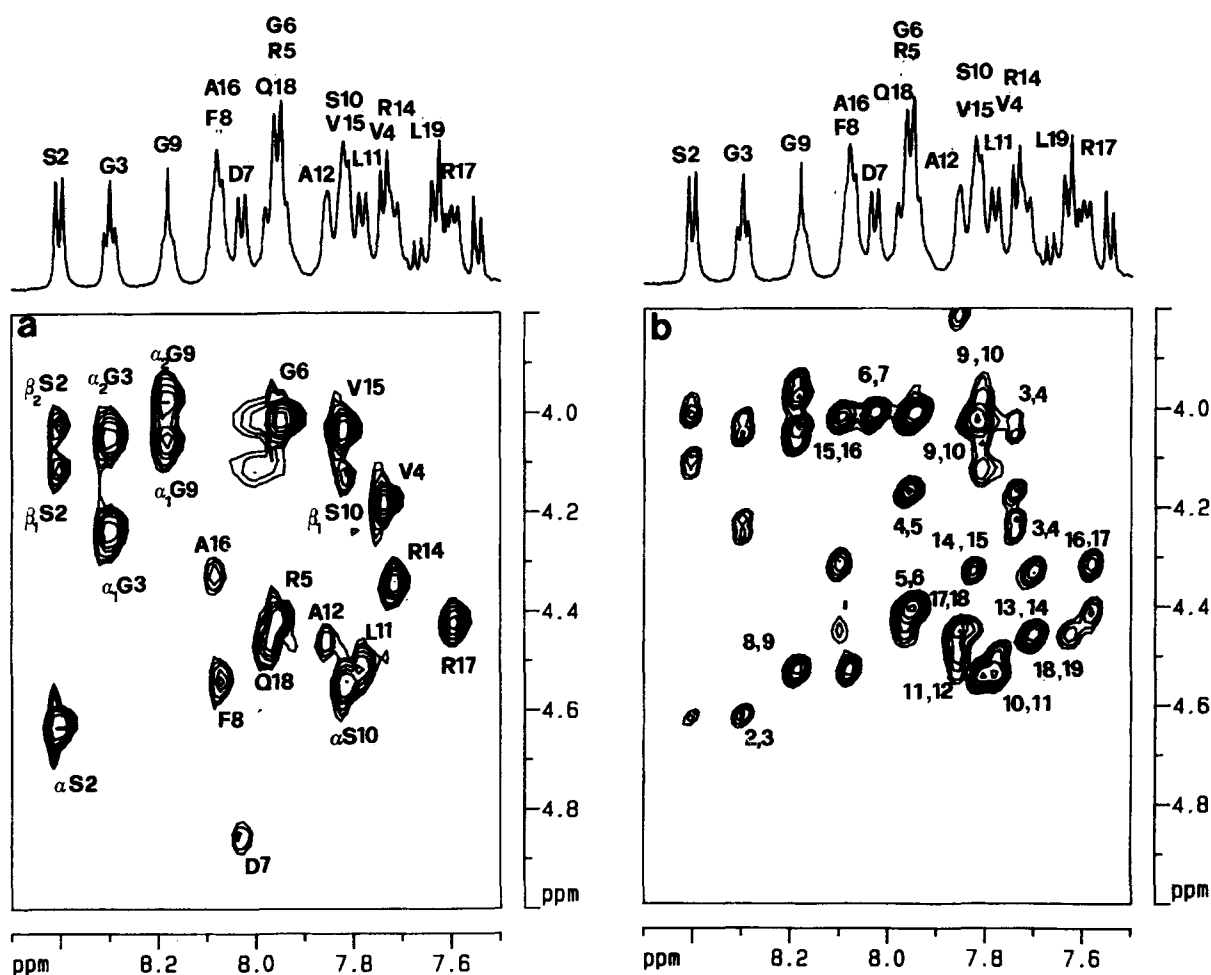 G6
R5
A16
F8
Q18
S10
V15
R14
V4
L19
S2
G3
G9
D7
A12
L11
R17
G6
R5
S10
R14
A16
F8
Q18
V15
V4
L19
S2
G3
G9
D7
A12
L11
R17
a
β₂S2
α₂G3
α₂G9
G6
V15
β₁S2
α₁G3
α₁G9
β₁S10
V4
A16
R5
A12
R14
L11
F8
Q18
αS10
R17
αS2
D7
4.0
4.2
4.4
4.6
4.8
ppm
ppm 8.2 8.0 7.8 7.6
b
9,10
6,7
3,4
15,16
9,10
4,5
14,15
3,4
16,17
5,6
17,18
13,14
8,9
18,19
11,12
10,11
2,3
4.0
4.2
4.4
4.6
4.8
ppm
ppm 8.2 8.0 7.8 7.6